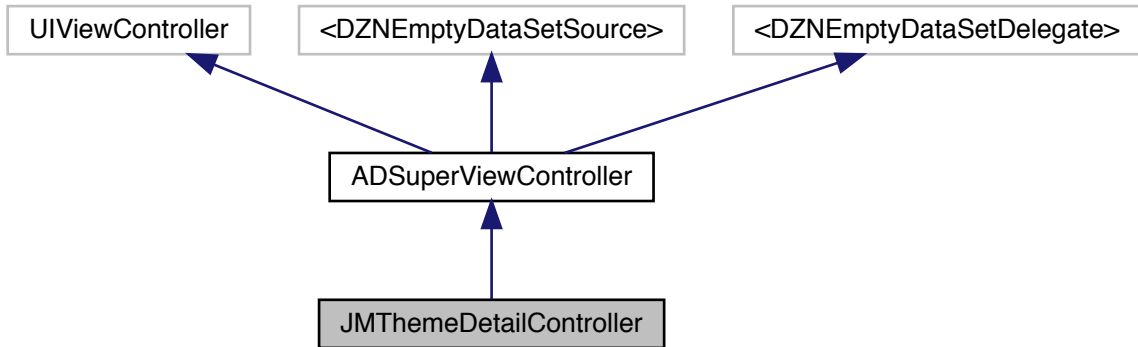 UIViewController
<DZNEmptyDataSetSource>
<DZNEmptyDataSetDelegate>
ADSuperViewController
JMThemeDetailController